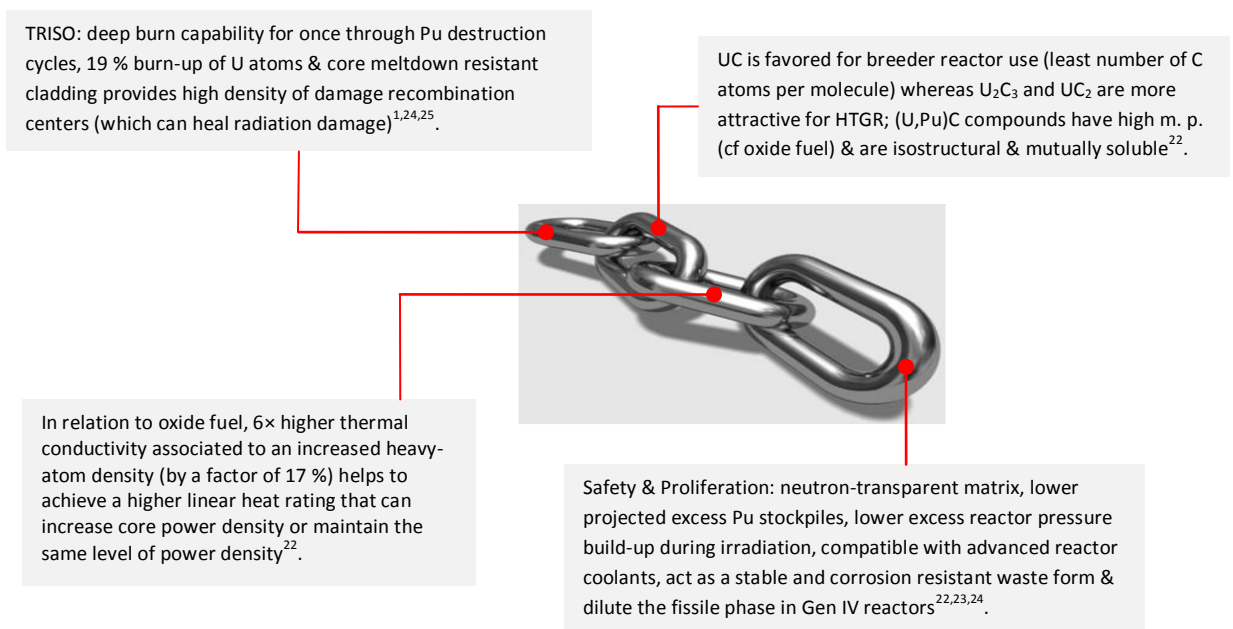 TRISO: deep burn capability for once through Pu destruction
cycles, 19 % burn-up of U atoms & core meltdown resistant
cladding provides high density of damage recombination
centers (which can heal radiation damage)1,24,25.
UC is favored for breeder reactor use (least number of C
atoms per molecule) whereas U2C3 and UC2 are more
attractive for HTGR; (U,Pu)C compounds have high m. p.
(cf oxide fuel) & are isostructural & mutually soluble22.
In relation to oxide fuel, 6× higher thermal
conductivity associated to an increased heavy-
atom density (by a factor of 17 %) helps to
achieve a higher linear heat rating that can
increase core power density or maintain the
same level of power density22.
Safety & Proliferation: neutron-transparent matrix, lower
projected excess Pu stockpiles, lower excess reactor pressure
build-up during irradiation, compatible with advanced reactor
coolants, act as a stable and corrosion resistant waste form &
dilute the fissile phase in Gen IV reactors22,23,24.